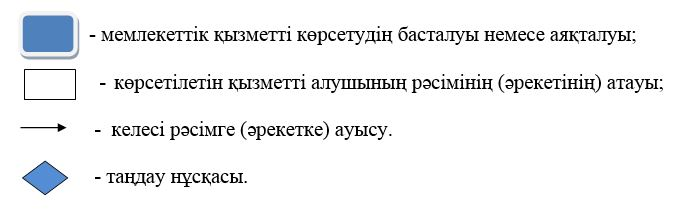 - мемлекеттік қызметті көрсетудің басталуы немесе аяқталуы;
- көрсетілетін қызметті алушының рәсімінің (әрекетінің) атауы;
- келесі рәсімге (әрекетке) ауысу.
- таңдау нұсқасы.